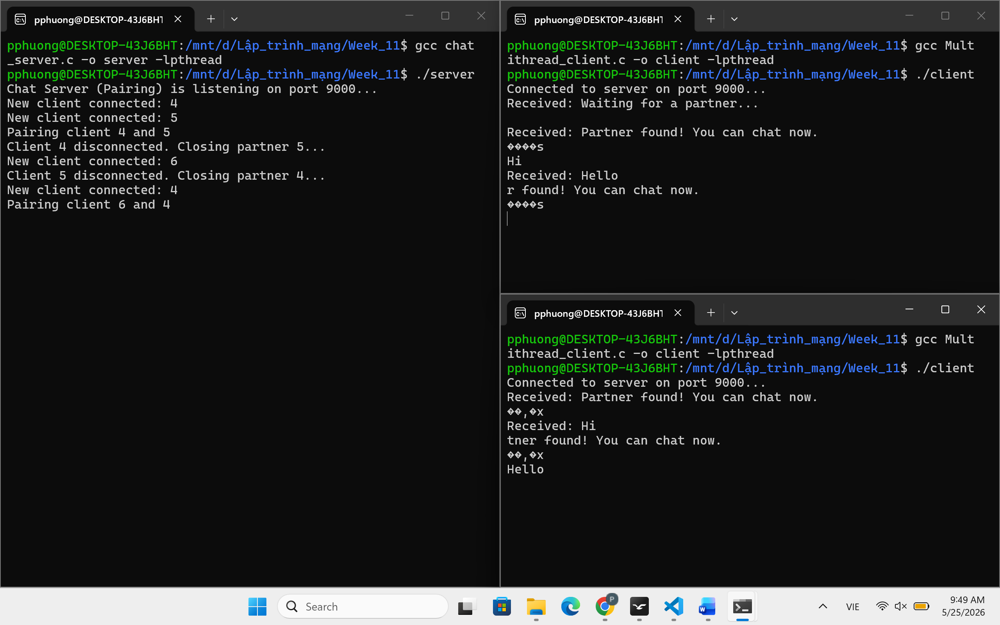 pphuong@DESKTOP-43J6BHT
pphuong@DESKTOP-43J6BHT:/mnt/d/Lập_trình_mạng/Week_11$ gcc chat
_server.c -o server -lpthread
pphuong@DESKTOP-43J6BHT:/mnt/d/Lập_trình_mạng/Week_11$ ./server
Chat Server (Pairing) is listening on port 9000...
New client connected: 4
New client connected: 5
Pairing client 4 and 5
Client 4 disconnected. Closing partner 5...
New client connected: 6
Client 5 disconnected. Closing partner 4...
New client connected: 4
Pairing client 6 and 4
pphuong@DESKTOP-43J6BHT
pphuong@DESKTOP-43J6BHT:/mnt/d/Lập_trình_mạng/Week_11$ gcc Mult
ithread_client.c -o client -lpthread
pphuong@DESKTOP-43J6BHT:/mnt/d/Lập_trình_mạng/Week_11$ ./client
Connected to server on port 9000...
Received: Waiting for a partner...
Received: Partner found! You can chat now.
����s
Hi
Received: Hello
r found! You can chat now.
����s
pphuong@DESKTOP-43J6BHT
pphuong@DESKTOP-43J6BHT:/mnt/d/Lập_trình_mạng/Week_11$ gcc Mult
ithread_client.c -o client -lpthread
pphuong@DESKTOP-43J6BHT:/mnt/d/Lập_trình_mạng/Week_11$ ./client
Connected to server on port 9000...
Received: Partner found! You can chat now.
��,�x
Received: Hi
tner found! You can chat now.
��,�x
Hello
Search
P
W
VIE
9:49 AM
5/25/2026